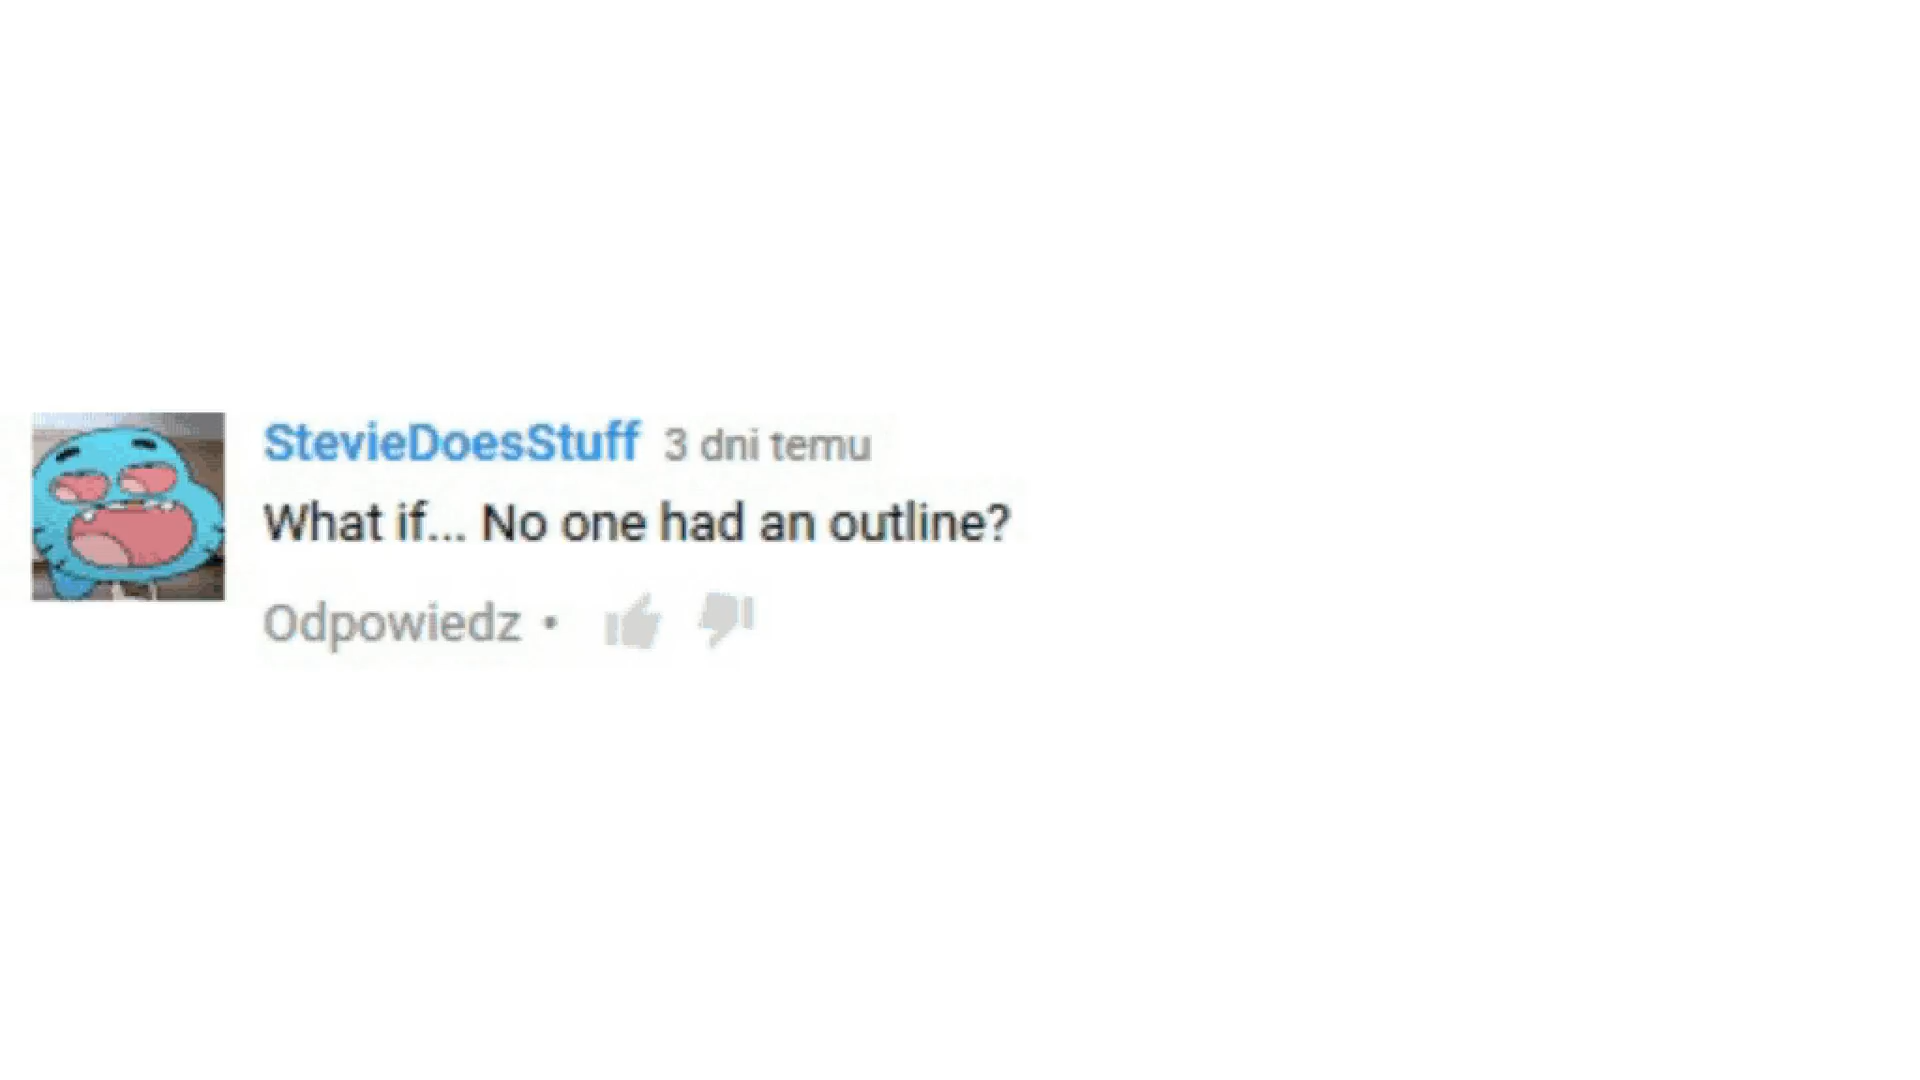 StevieDoesStuff 3 dni temu
What if... No one had an outline?
Odpowiedz •